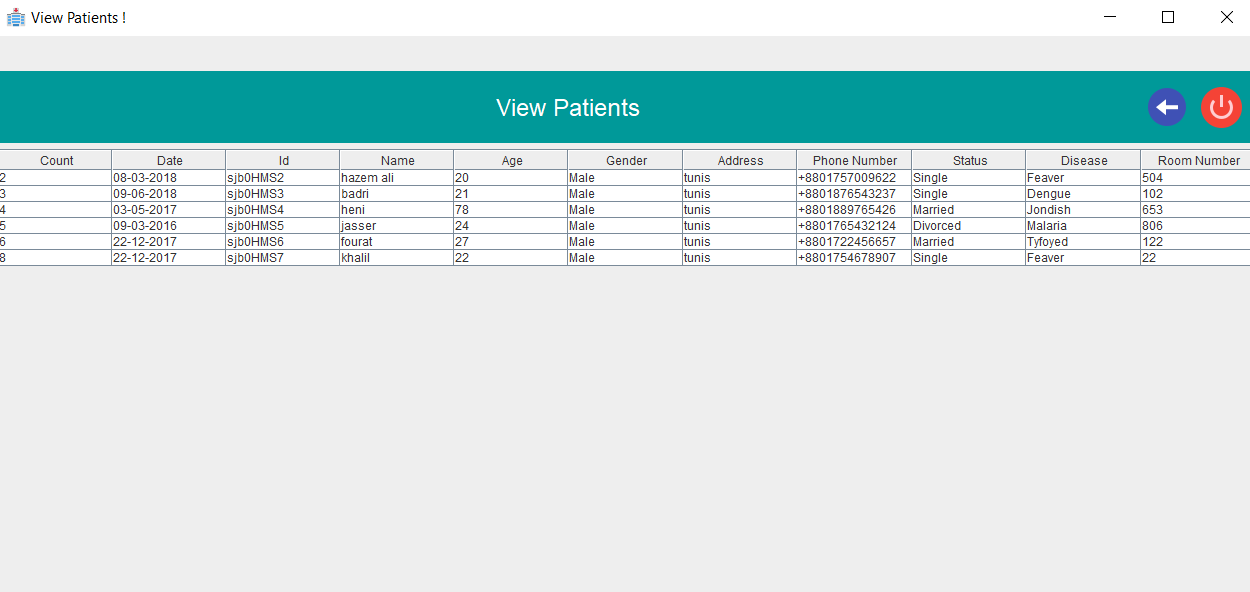 View Patients !
View Patients
Count Date Id Name Age Gender Address Phone Number Status Disease Room Number
2 08-03-2018 sjb0HMS2 hazem ali 20 Male tunis +8801757009622 Single Feaver 504
3 09-06-2018 sjb0HMS3 badri 21 Male tunis +8801876543237 Single Dengue 102
4 03-05-2017 sjb0HMS4 heni 78 Male tunis +8801889765426 Married Jondish 653
5 09-03-2016 sjb0HMS5 jasser 24 Male tunis +8801765432124 Divorced Malaria 806
6 22-12-2017 sjb0HMS6 fourat 27 Male tunis +8801722456657 Married Tyfoyed 122
8 22-12-2017 sjb0HMS7 khalil 22 Male tunis +8801754678907 Single Feaver 22